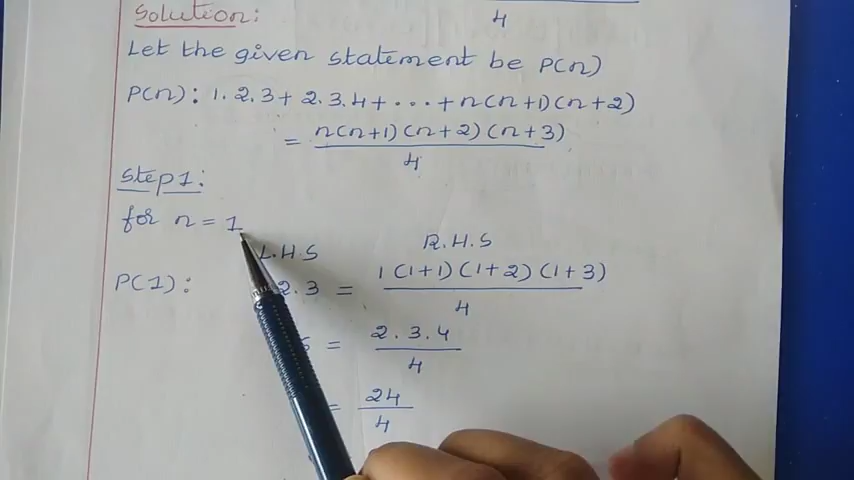 Solution:
4
Let the given statement be P(n)
P(n): 1.2.3 + 2.3.4 + ... + n(n+1)(n+2)
= n(n+1)(n+2)(n+3)
4
Step1:
for n = 1
L.H.S R.H.S
P(1): 2.3 = 1(1+1)(1+2)(1+3)
4
= 2.3.4
4
= 24
4